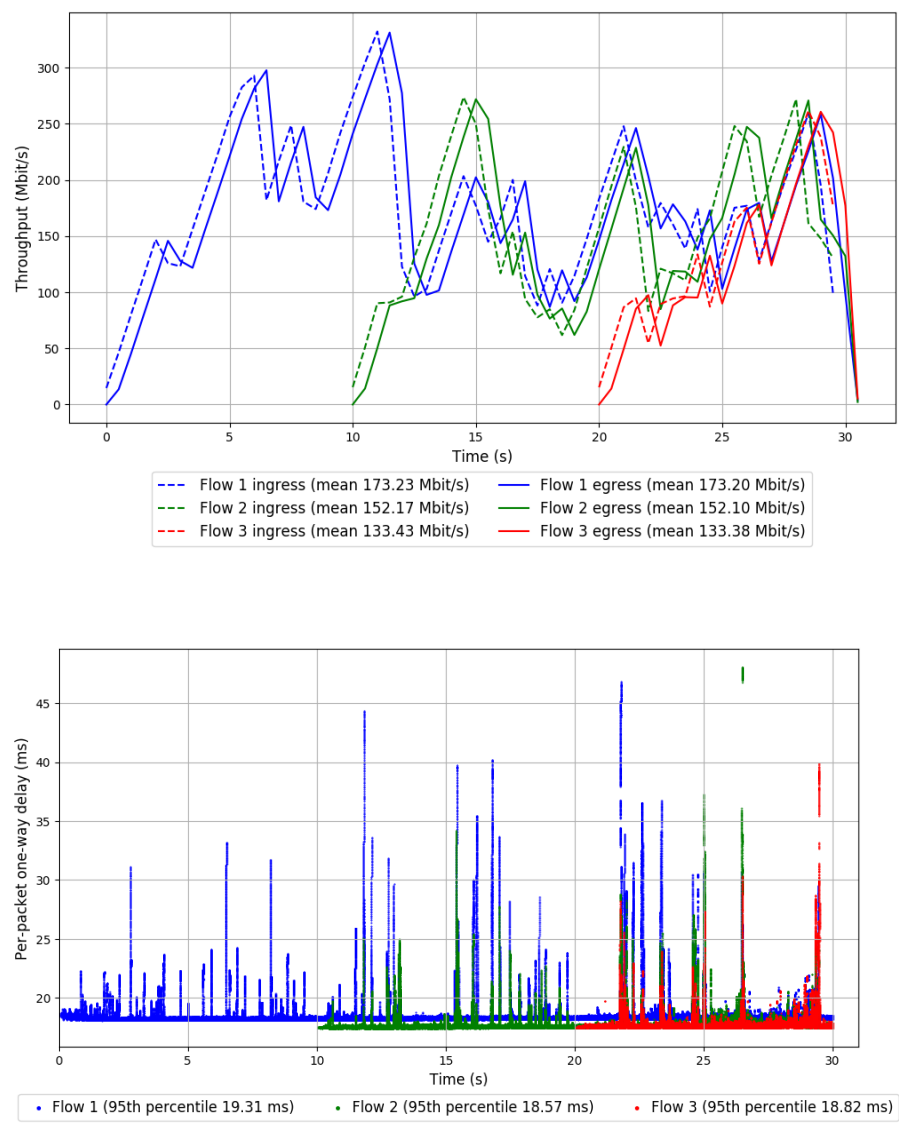 300
250
200
150
100
50
0
Throughput (Mbit/s)
0 5 10 15 20 25 30
Time (s)
Flow 1 ingress (mean 173.23 Mbit/s) Flow 1 egress (mean 173.20 Mbit/s)
Flow 2 ingress (mean 152.17 Mbit/s) Flow 2 egress (mean 152.10 Mbit/s)
Flow 3 ingress (mean 133.43 Mbit/s) Flow 3 egress (mean 133.38 Mbit/s)
45
40
35
30
25
20
Per-packet one-way delay (ms)
0 5 10 15 20 25 30
Time (s)
Flow 1 (95th percentile 19.31 ms) Flow 2 (95th percentile 18.57 ms) Flow 3 (95th percentile 18.82 ms)